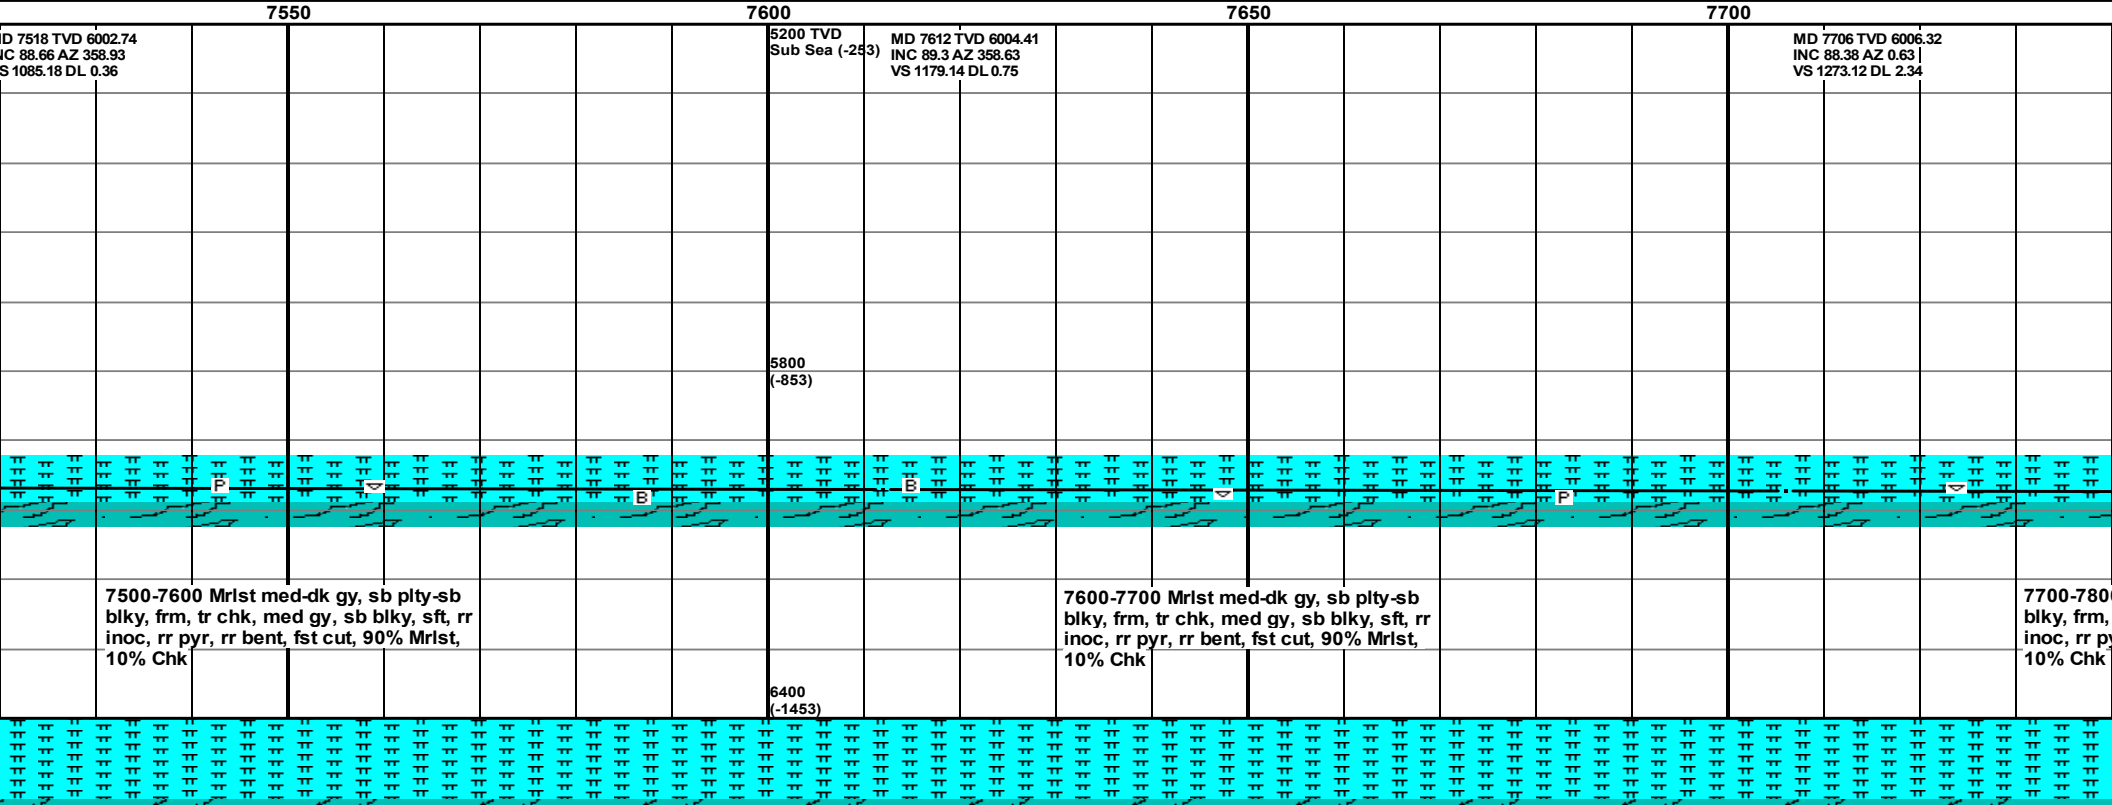 7550
7600
7650
7700
D 7518 TVD 6002.74
NC 88.66 AZ 358.93
S 1085.18 DL 0.36
5200 TVD
Sub Sea (-253)
MD 7612 TVD 6004.41
INC 89.3 AZ 358.63
VS 1179.14 DL 0.75
MD 7706 TVD 6006.32
INC 88.38 AZ 0.63
VS 1273.12 DL 2.34
5800
(-853)
P
B
B
P
7500-7600 Mrlst med-dk gy, sb plty-sb
blky, frm, tr chk, med gy, sb blky, sft, rr
inoc, rr pyr, rr bent, fst cut, 90% Mrlst,
10% Chk
7600-7700 Mrlst med-dk gy, sb plty-sb
blky, frm, tr chk, med gy, sb blky, sft, rr
inoc, rr pyr, rr bent, fst cut, 90% Mrlst,
10% Chk
7700-7800
blky, frm,
inoc, rr py
10% Chk
6400
(-1453)